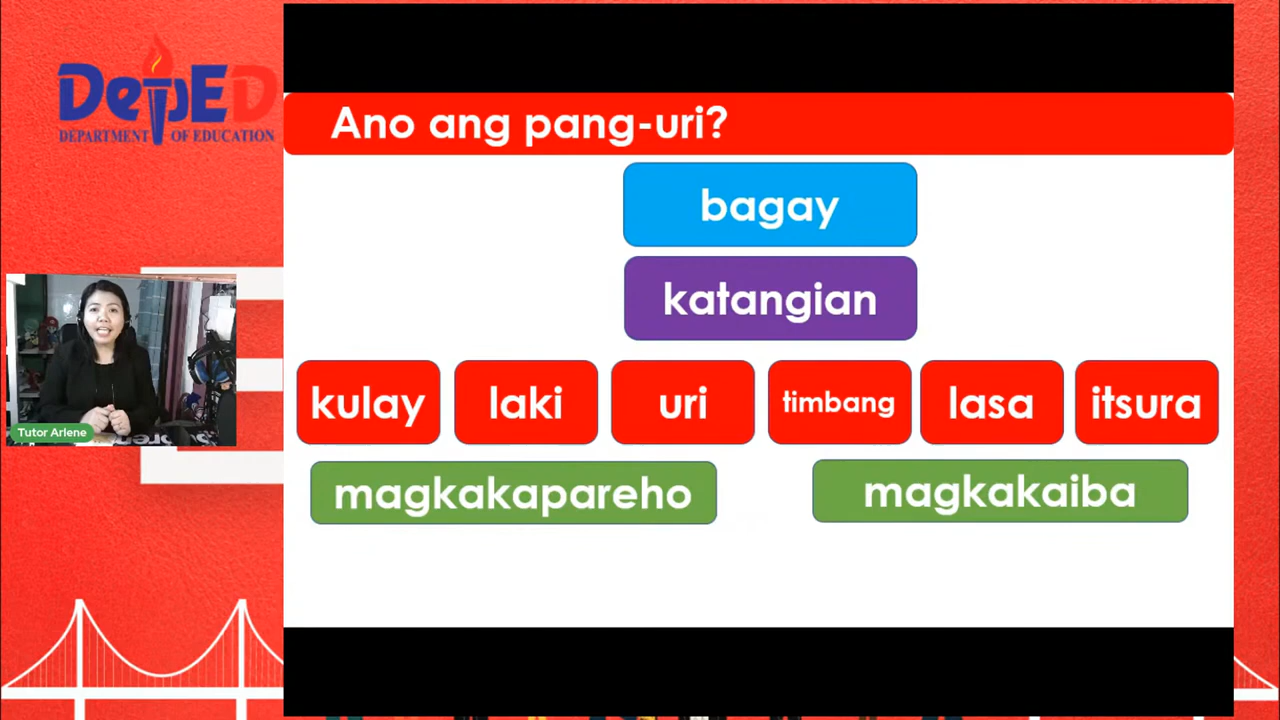 DepED
DEPARTMENT OF EDUCATION
Ano ang pang-uri?
bagay
katangian
kulay laki uri timbang lasa itsura
magkakapareho magkakaiba
Tutor Arlene